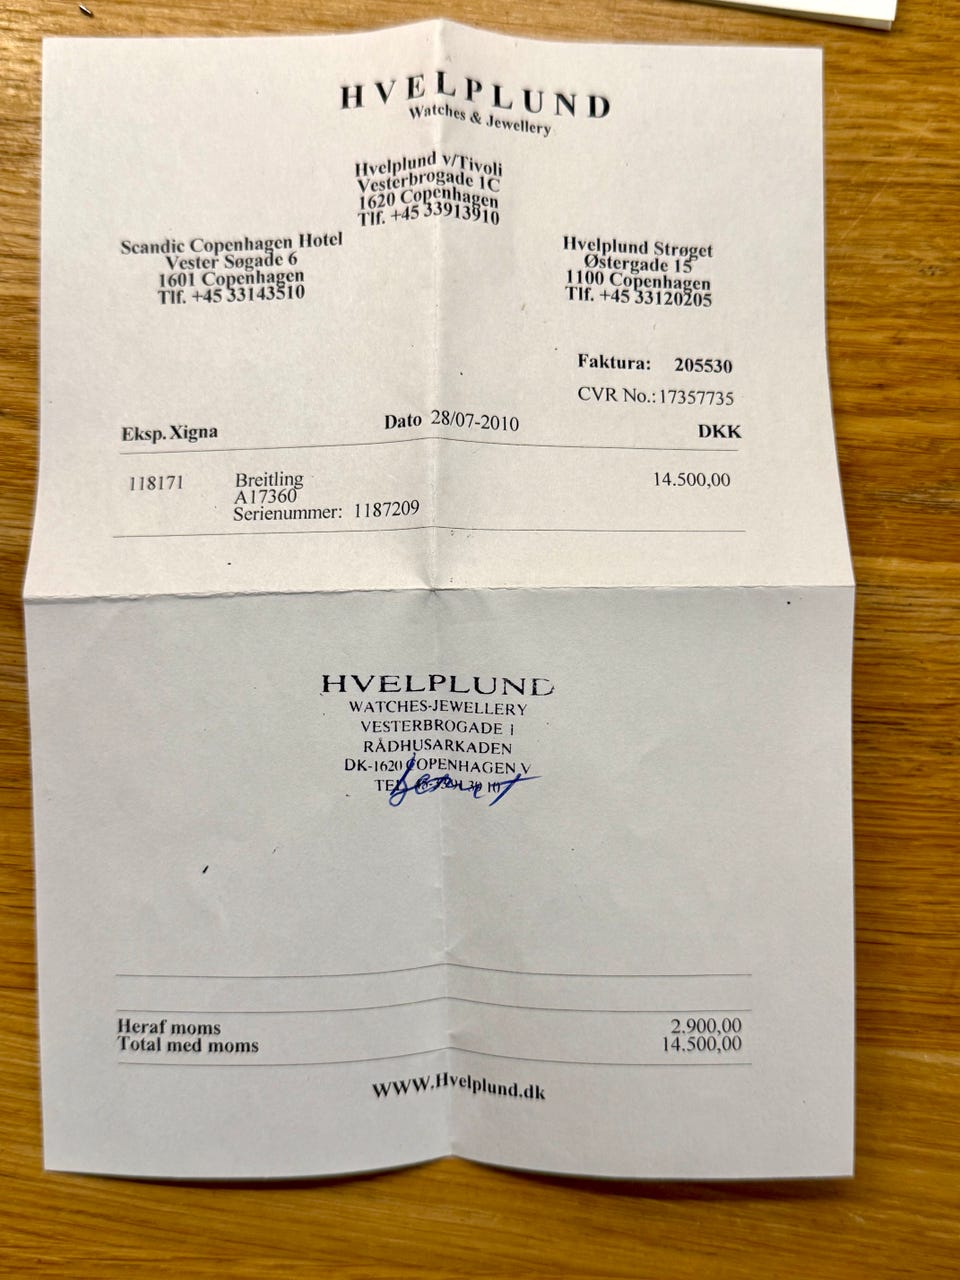 HVELPLUND
Watches & Jewellery
Hvelplund v/Tivoli
Vesterbrogade 1C
1620 Copenhagen
Tlf. +45 33913910
Scandic Copenhagen Hotel
Vester Søgade 6
1601 Copenhagen
Tlf. +45 33143510
Hvelplund Strøget
Østergade 15
1100 Copenhagen
Tlf. +45 33120205
Faktura: 205530
CVR No.: 17357735
Eksp. Xigna Dato 28/07-2010 DKK
118171 Breitling 14.500,00
A17360
Serienummer: 1187209
HVELPLUND
WATCHES-JEWELLERY
VESTERBROGADE 1
RÅDHUSARKADEN
DK-1620 COPENHAGEN V
Heraf moms 2.900,00
Total med moms 14.500,00
WWW.Hvelplund.dk